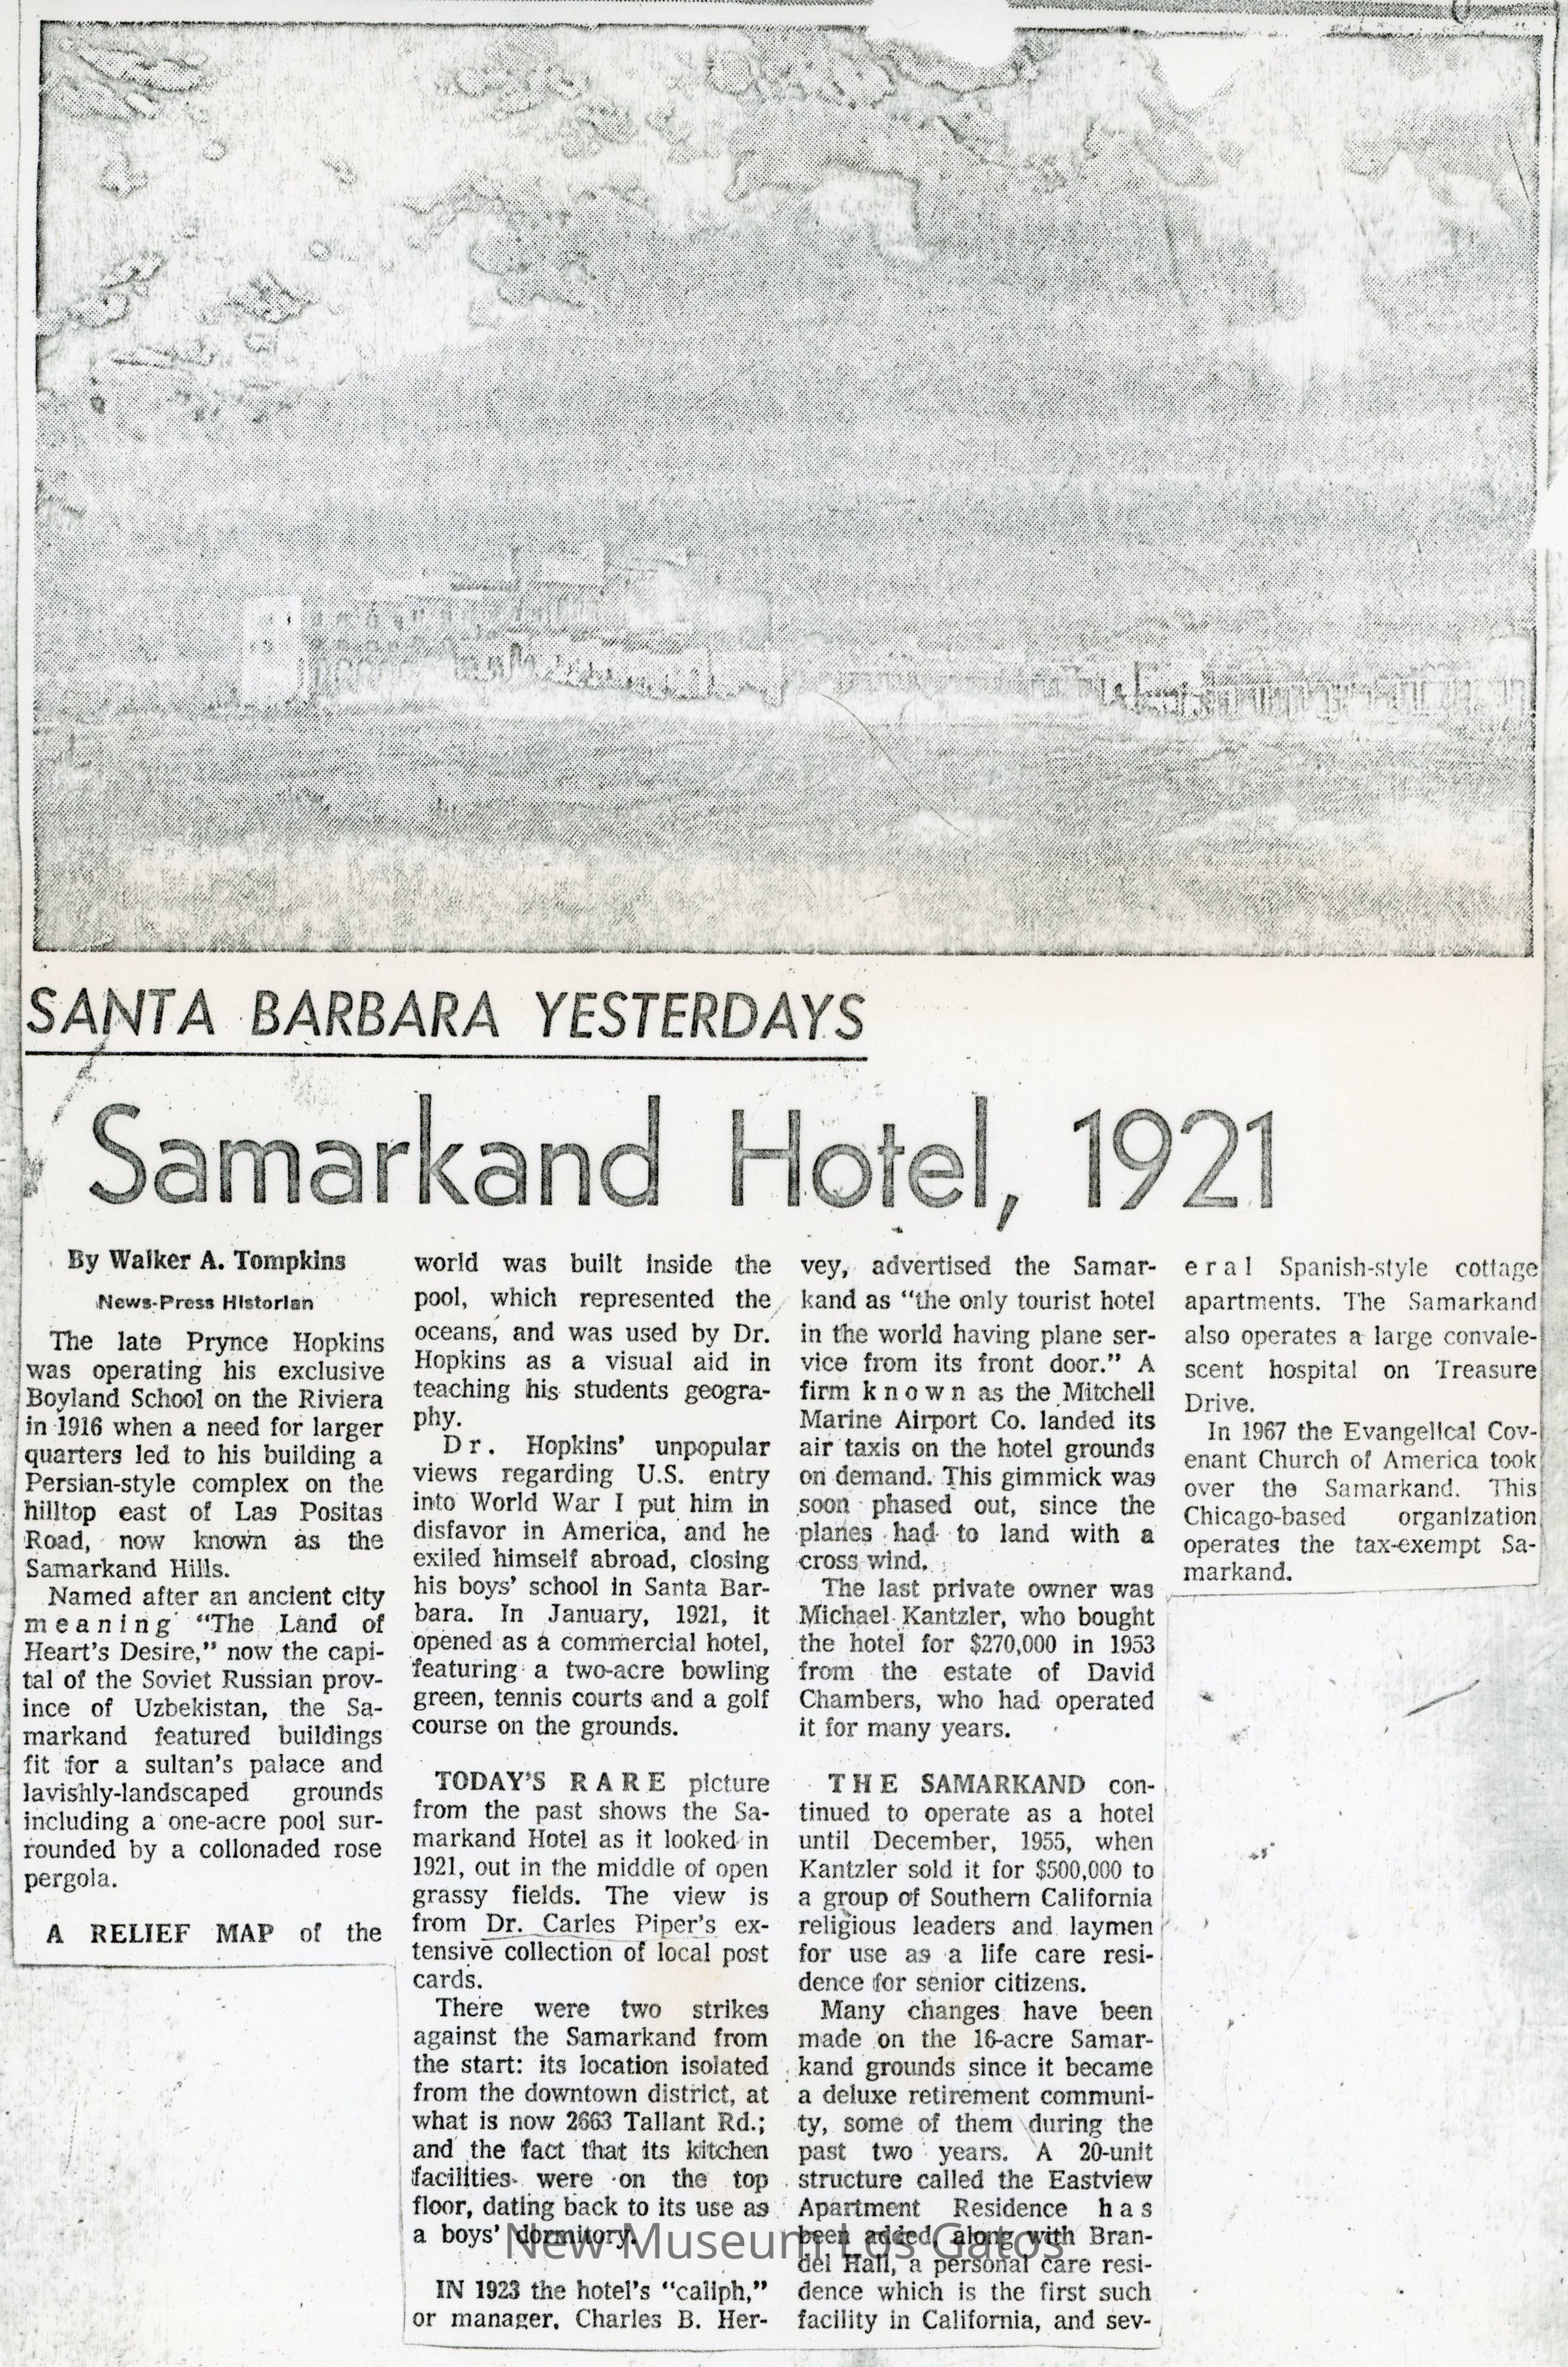 SANTA BARBARA YESTERDAYS
Samarkand Hotel, 1921
By Walker A. Tompkins
News-Press Historian
The late Prynce Hopkins
was operating his exclusive
Boyland School on the Riviera
in 1916 when a need for larger
quarters led to his building a
Persian-style complex on the
hilltop east of Las Positas
Road, now known as the
Samarkand Hills.
Named after an ancient city
meaning "The Land of
Heart's Desire," now the capi-
tal of the Soviet Russian prov-
ince of Uzbekistan, the Sa-
markand featured buildings
fit for a sultan's palace and
lavishly-landscaped grounds
including a one-acre pool sur-
rounded by a collonaded rose
pergola.
A RELIEF MAP of the
world was built inside the
pool, which represented the
oceans, and was used by Dr.
Hopkins as a visual aid in
teaching his students geogra-
phy.
Dr. Hopkins' unpopular
views regarding U.S. entry
into World War I put him in
disfavor in America, and he
exiled himself abroad, closing
his boys' school in Santa Bar-
bara. In January, 1921, it
opened as a commercial hotel,
featuring a two-acre bowling
green, tennis courts and a golf
course on the grounds.
TODAY'S RARE picture
from the past shows the Sa-
markand Hotel as it looked in
1921, out in the middle of open
grassy fields. The view is
from Dr. Carles Piper's ex-
tensive collection of local post
cards.
There were two strikes
against the Samarkand from
the start: its location isolated
from the downtown district, at
what is now 2663 Tallant Rd.;
and the fact that its kitchen
facilities were on the top
floor, dating back to its use as
a boys' dormitory.
IN 1923 the hotel's "caliph,"
or manager, Charles B. Her-
vey, advertised the Samar-
kand as "the only tourist hotel
in the world having plane ser-
vice from its front door." A
firm known as the Mitchell
Marine Airport Co. landed its
air taxis on the hotel grounds
on demand. This gimmick was
soon phased out, since the
planes had to land with a
cross wind.
The last private owner was
Michael Kantzler, who bought
the hotel for $270,000 in 1953
from the estate of David
Chambers, who had operated
it for many years.
THE SAMARKAND con-
tinued to operate as a hotel
until December, 1955, when
Kantzler sold it for $500,000 to
a group of Southern California
religious leaders and laymen
for use as a life care resi-
dence for senior citizens.
Many changes have been
made on the 16-acre Samar-
kand grounds since it became
a deluxe retirement communi-
ty, some of them during the
past two years. A 20-unit
structure called the Eastview
Apartment Residence has
been added, along with Bran-
del Hall, a personal care resi-
dence which is the first such
facility in California, and sev-
eral Spanish-style cottage
apartments. The Samarkand
also operates a large convale-
scent hospital on Treasure
Drive.
In 1967 the Evangelical Cov-
enant Church of America took
over the Samarkand. This
Chicago-based organization
operates the tax-exempt Sa-
markand.
New Museum Los Gatos